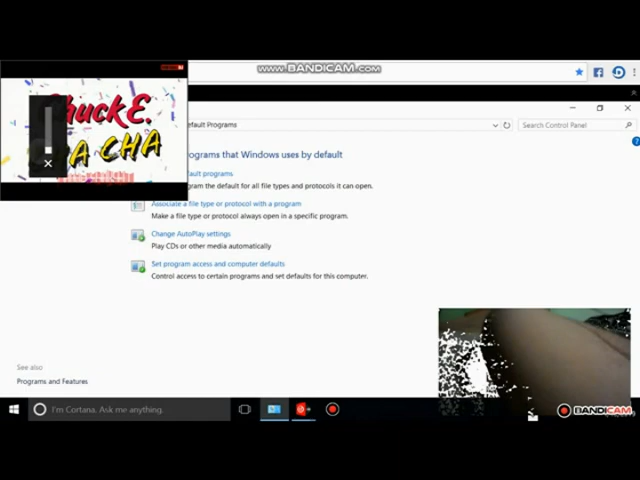 www.BANDICAM.com
huck E.
A CHA
efault Programs
Search Control Panel
rograms that Windows uses by default
fault programs
gram the default for all file types and protocols it can open.
Associate a file type or protocol with a program
Make a file type or protocol always open in a specific program.
Change AutoPlay settings
Play CDs or other media automatically
Set program access and computer defaults
Control access to certain programs and set defaults for this computer.
See also
Programs and Features
I'm Cortana. Ask me anything.
BANDICAM